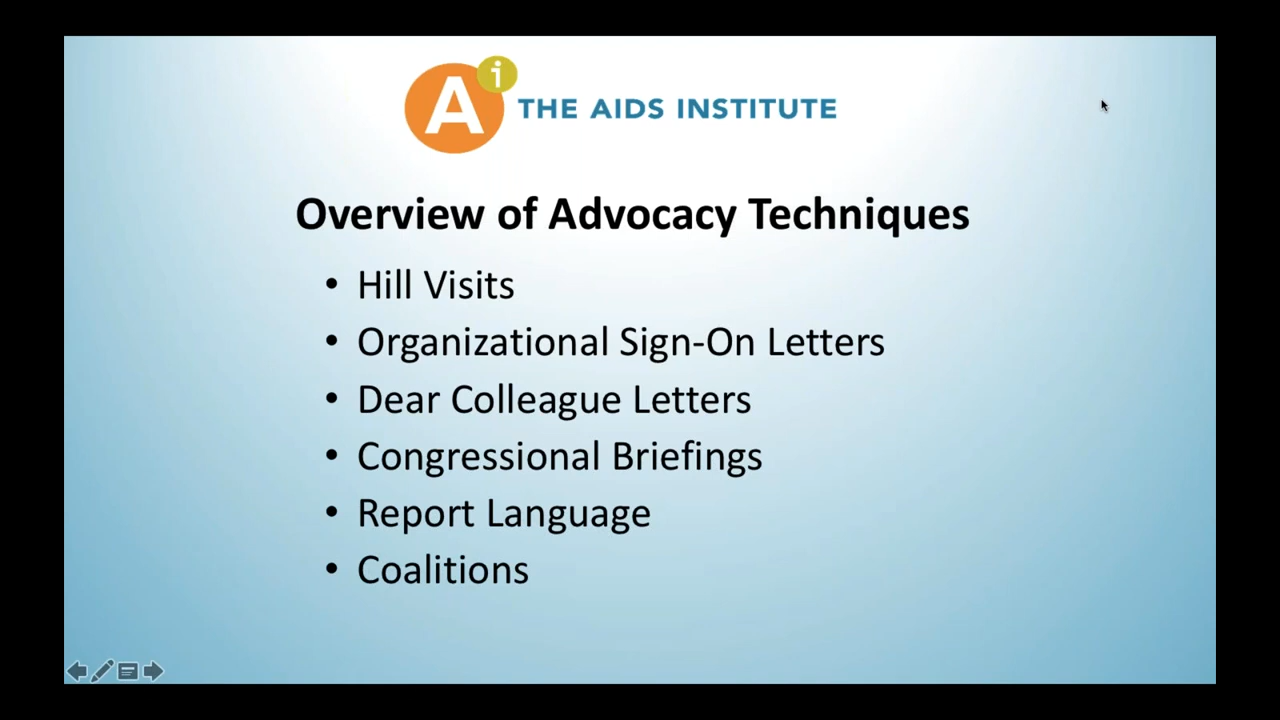 Ai THE AIDS INSTITUTE
Overview of Advocacy Techniques
• Hill Visits
• Organizational Sign-On Letters
• Dear Colleague Letters
• Congressional Briefings
• Report Language
• Coalitions